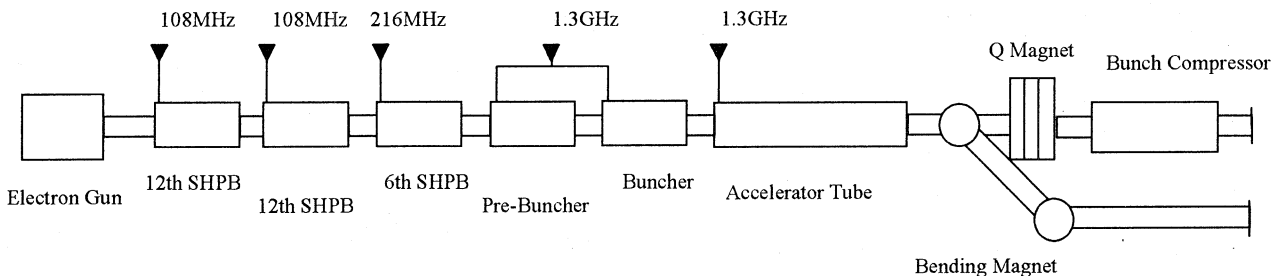 108MHz
108MHz
216MHz
1.3GHz
1.3GHz
Q Magnet
Bunch Compressor
Electron Gun
12th SHPB
12th SHPB
6th SHPB
Pre-Buncher
Buncher
Accelerator Tube
Bending Magnet